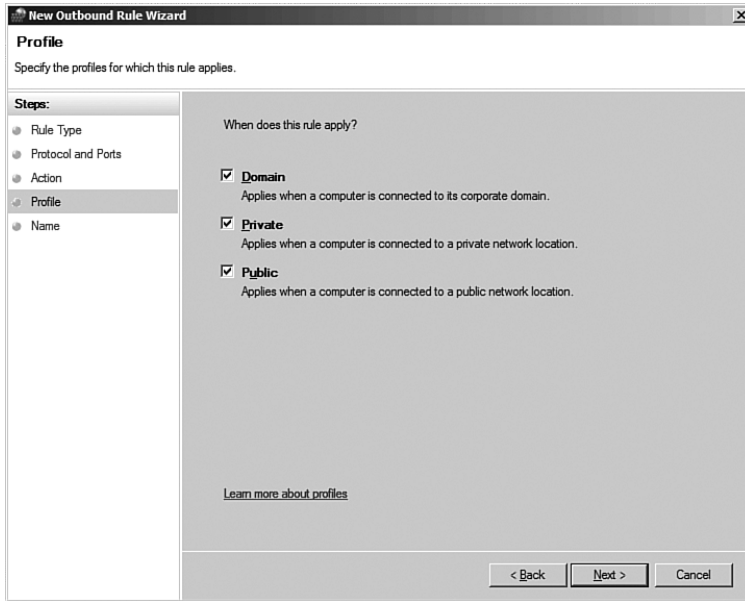 New Outbound Rule Wizard
Profile
Specify the profiles for which this rule applies.
Steps:
Rule Type
Protocol and Ports
Action
Profile
Name
When does this rule apply?
Domain
Applies when a computer is connected to its corporate domain.
Private
Applies when a computer is connected to a private network location.
Public
Applies when a computer is connected to a public network location.
Learn more about profiles
< Back
Next >
Cancel